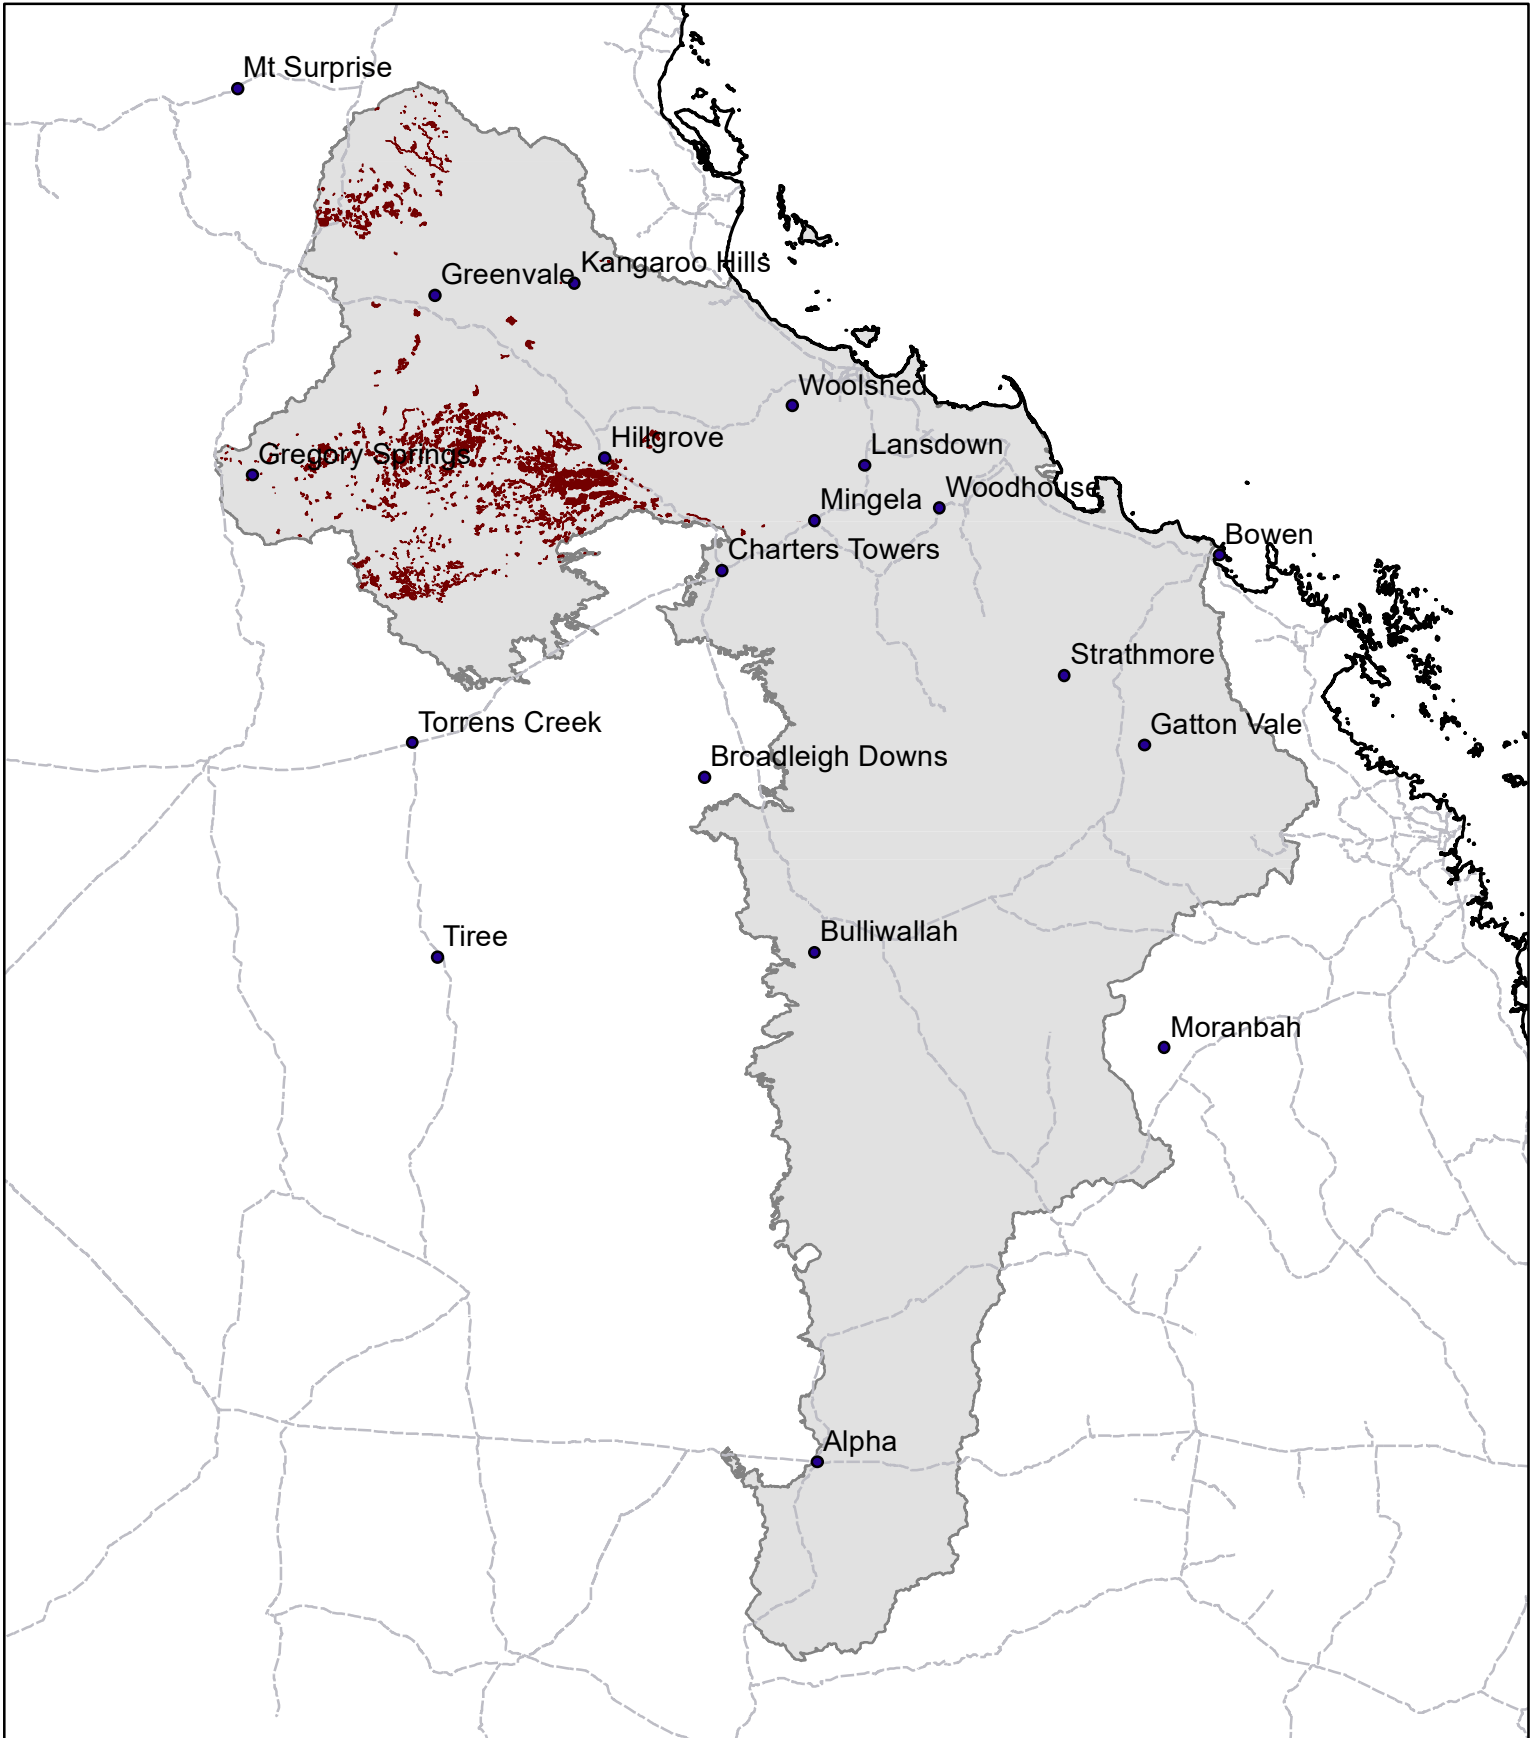 Mt Surprise
Kangaroo Hills
Greenvale
Woolshed
Hillgrove
Lansdown
Gregory Springs
Woodhouse
Mingela
Bowen
Charters Towers
Strathmore
Torrens Creek
Gatton Vale
Broadleigh Downs
Bulliwallah
Tiree
Moranbah
Alpha